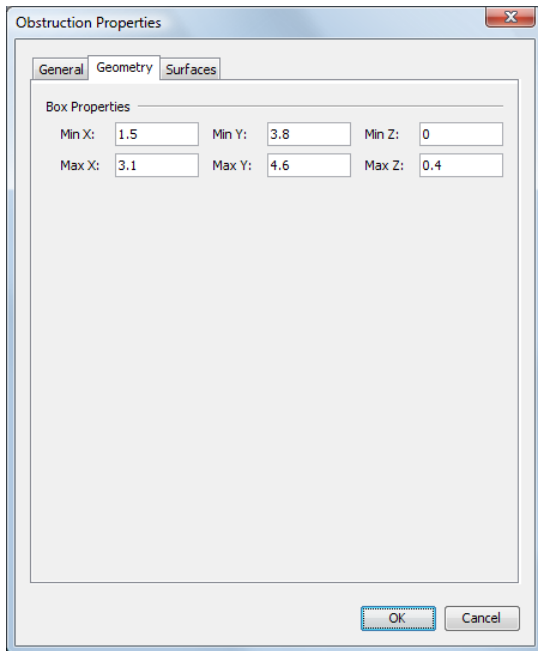 Obstruction Properties
General Geometry Surfaces
Box Properties
Min X: 1.5 Min Y: 3.8 Min Z: 0
Max X: 3.1 Max Y: 4.6 Max Z: 0.4
OK Cancel